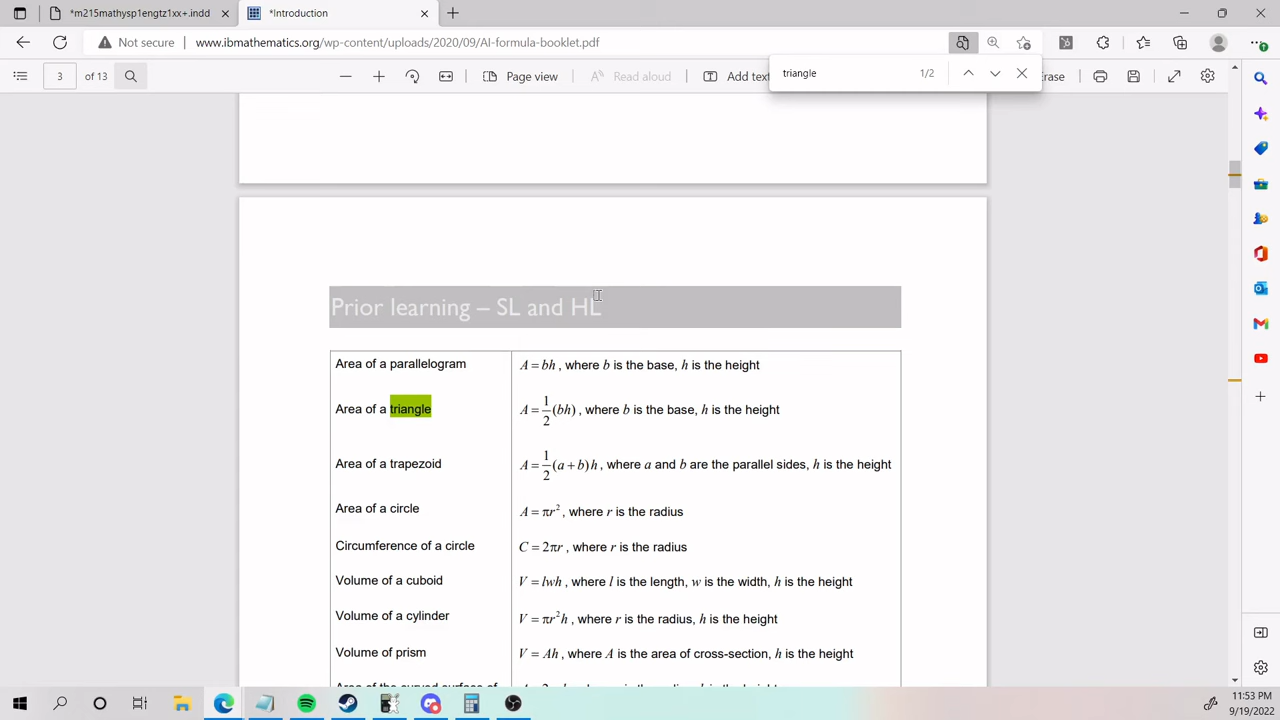 *m215mathysp1engtz1xx+.indd
*Introduction
Not secure
www.ibmathematics.org/wp-content/uploads/2020/09/AI-formula-booklet.pdf
triangle
1/2
3
of 13
Page view
Read aloud
Add text
Erase
Prior learning – SL and HL
Area of a parallelogram
A = bh , where b is the base, h is the height
Area of a triangle
A = 1/2 (bh) , where b is the base, h is the height
Area of a trapezoid
A = 1/2 (a + b) h , where a and b are the parallel sides, h is the height
Area of a circle
A = πr² , where r is the radius
Circumference of a circle
C = 2πr , where r is the radius
Volume of a cuboid
V = lwh , where l is the length, w is the width, h is the height
Volume of a cylinder
V = πr²h , where r is the radius, h is the height
Volume of prism
V = Ah , where A is the area of cross-section, h is the height
Area of the curved surface of
11:53 PM
9/19/2022